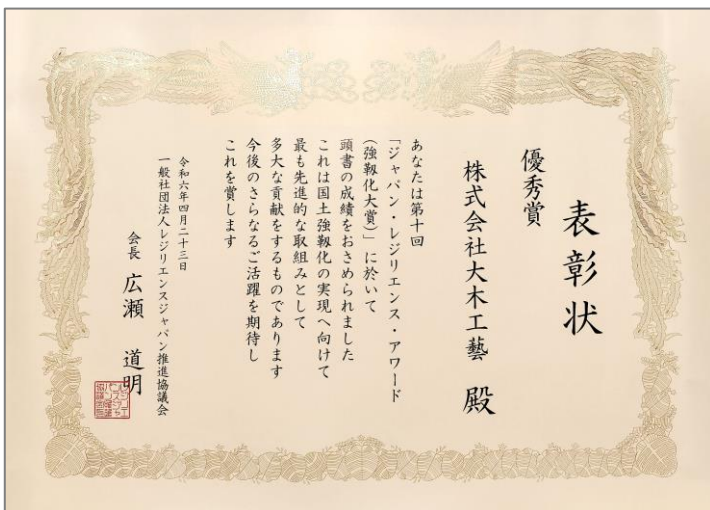 表彰状
優秀賞
株式会社大木工藝 殿
あなたは第十回
「ジャパン・レジリエンス・アワード
(強靱化大賞)」に於いて
頭書の成績をおさめられました
これは国土強靱化の実現へ向けて
最も先進的な取組みとして
多大な貢献をするものであります
今後のさらなるご活躍を期待し
これを賞します
令和六年四月二十三日
一般社団法人レジリエンスジャパン推進協議会
会長 広瀬 道明